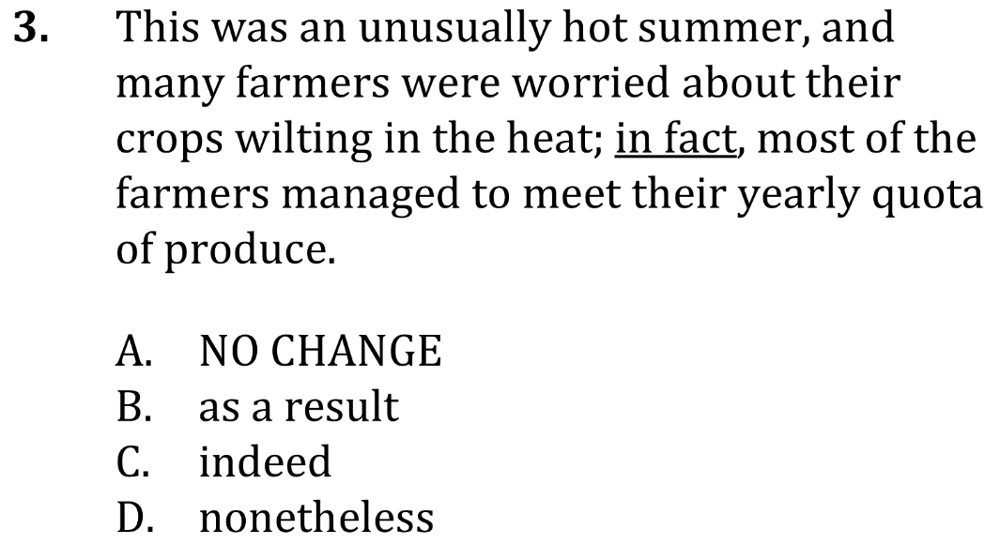 3. This was an unusually hot summer, and
many farmers were worried about their
crops wilting in the heat; in fact, most of the
farmers managed to meet their yearly quota
of produce.
A. NO CHANGE
B. as a result
C. indeed
D. nonetheless